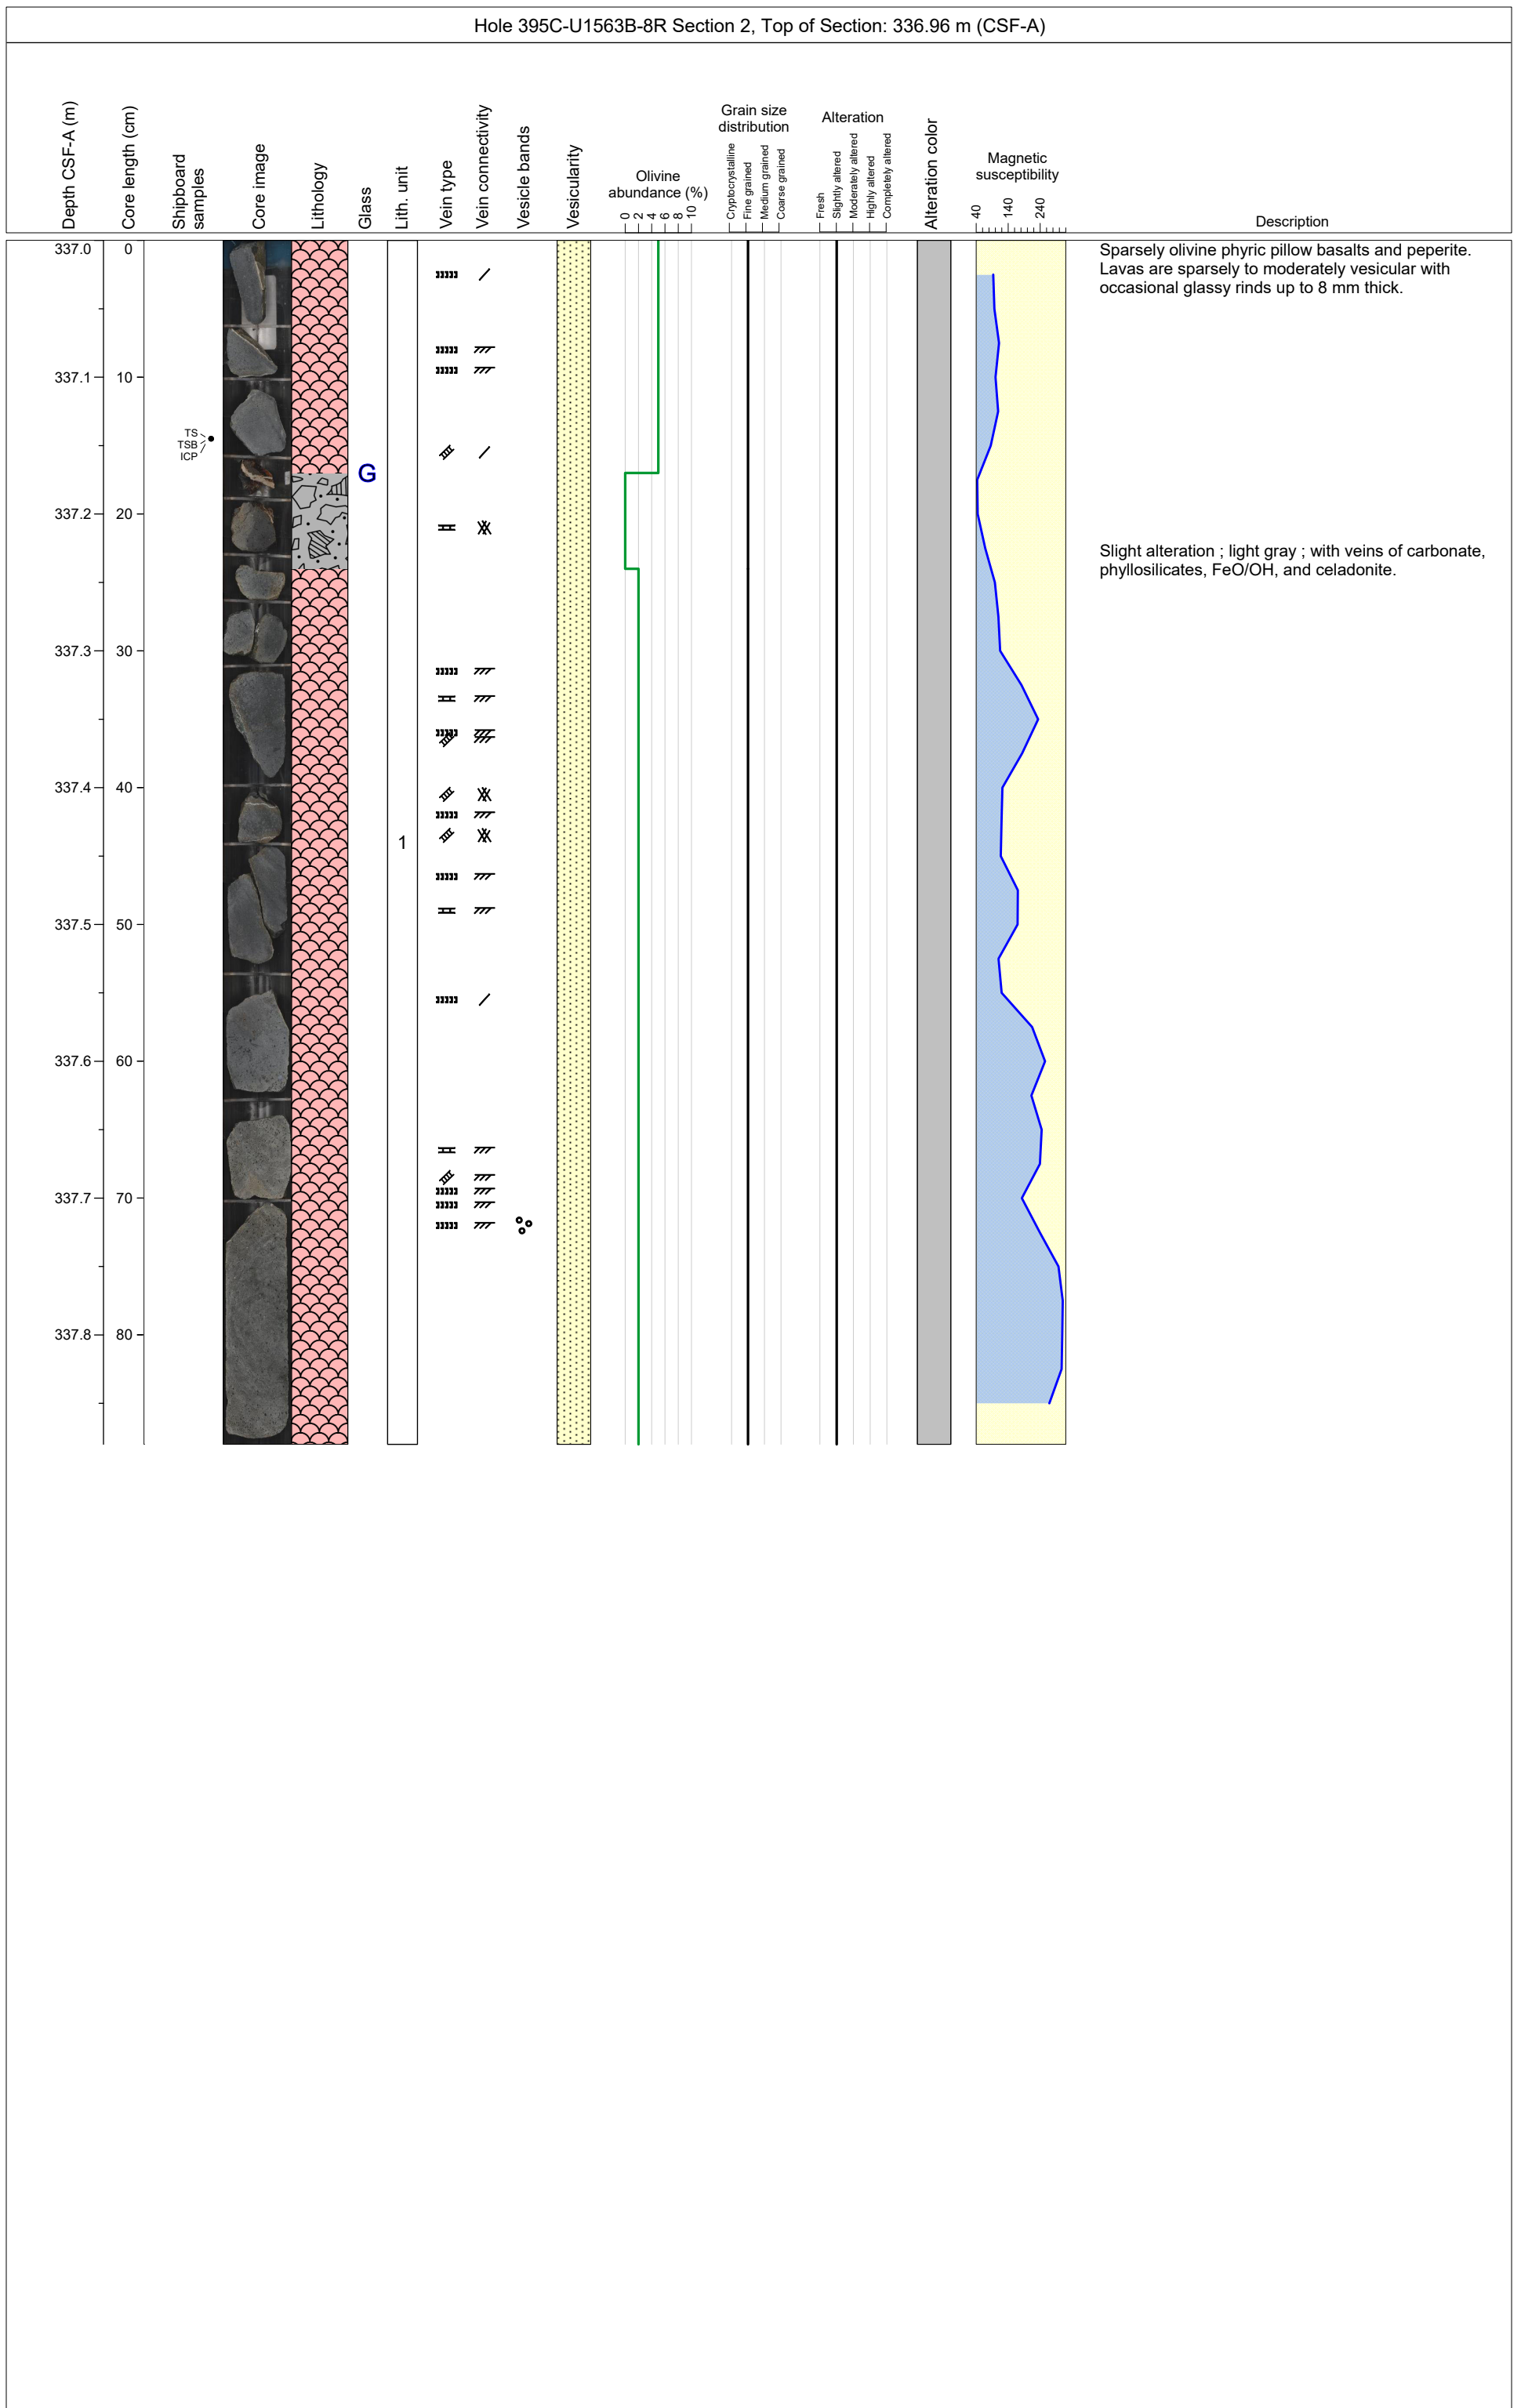 Hole 395C-U1563B-8R Section 2, Top of Section: 336.96 m (CSF-A)
Depth CSF-A (m)
Core length (cm)
Shipboard
samples
Core image
Lithology
Glass
Lith. unit
Vein type
Vein connectivity
Vesicle bands
Vesicularity
Olivine
abundance (%)
0 2 4 6 8 10
Grain size
distribution
Cryptocrystalline
Fine grained
Medium grained
Coarse grained
Alteration
Fresh
Slightly altered
Moderately altered
Highly altered
Completely altered
Alteration color
Magnetic
susceptibility
40 140 240
Description
337.0 0
Sparsely olivine phyric pillow basalts and peperite.
Lavas are sparsely to moderately vesicular with
occasional glassy rinds up to 8 mm thick.
337.1 10
TS
TSB
ICP
G
337.2 20
Slight alteration ; light gray ; with veins of carbonate,
phyllosilicates, FeO/OH, and celadonite.
337.3 30
337.4 40
1
337.5 50
337.6 60
337.7 70
337.8 80